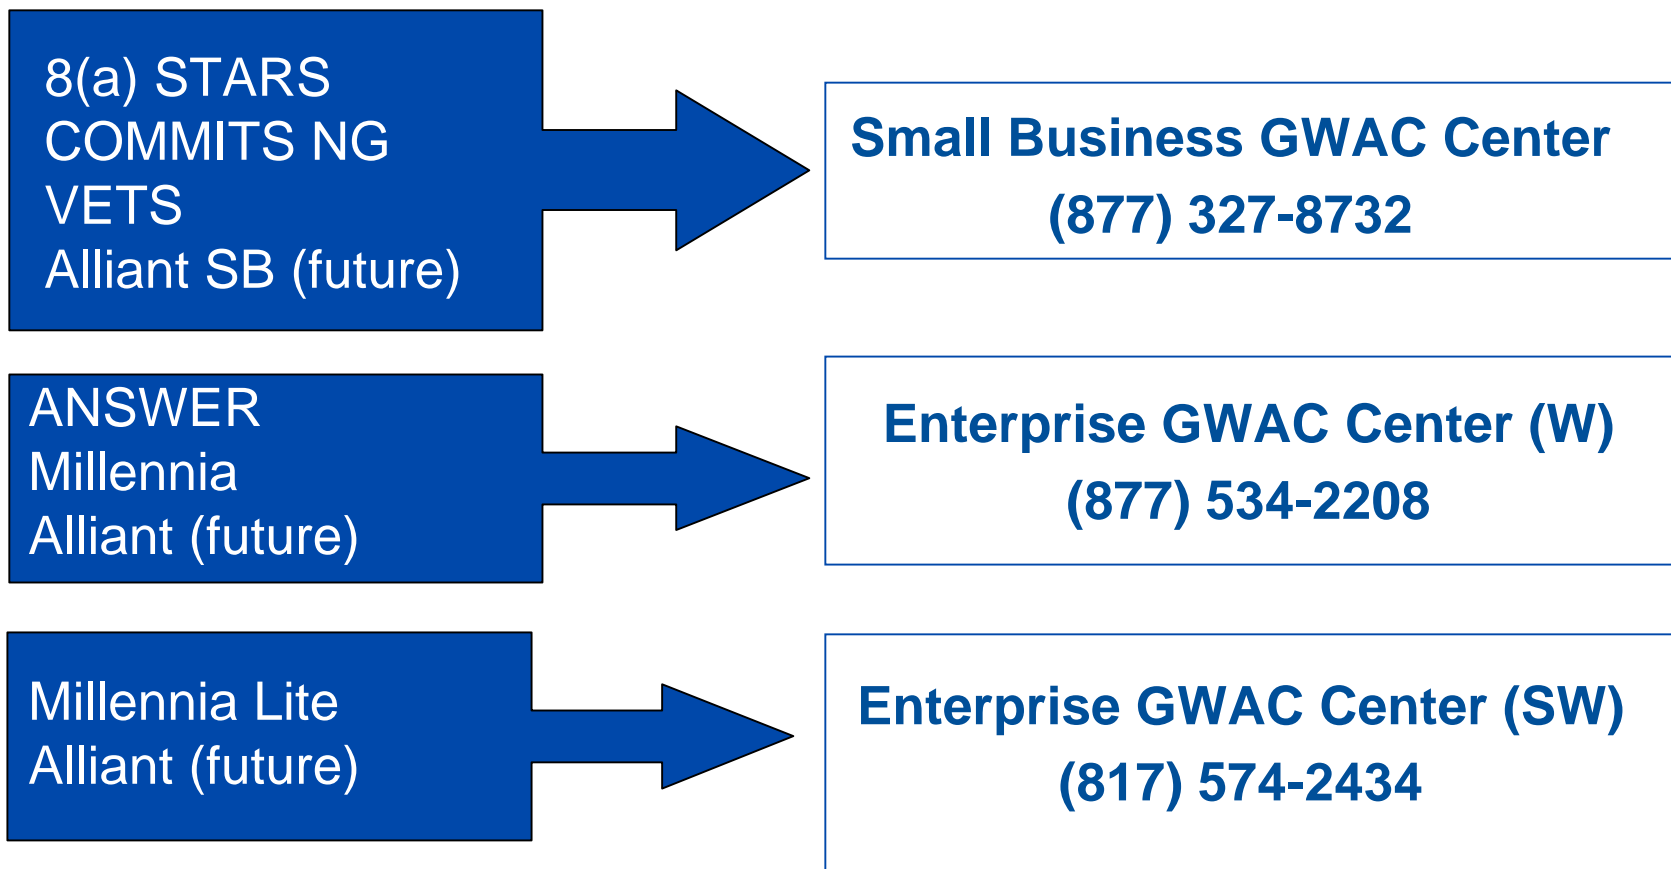 8(a) STARS
COMMITS NG
VETS
Alliant SB (future)
Small Business GWAC Center
(877) 327-8732
ANSWER
Millennia
Alliant (future)
Enterprise GWAC Center (W)
(877) 534-2208
Millennia Lite
Alliant (future)
Enterprise GWAC Center (SW)
(817) 574-2434